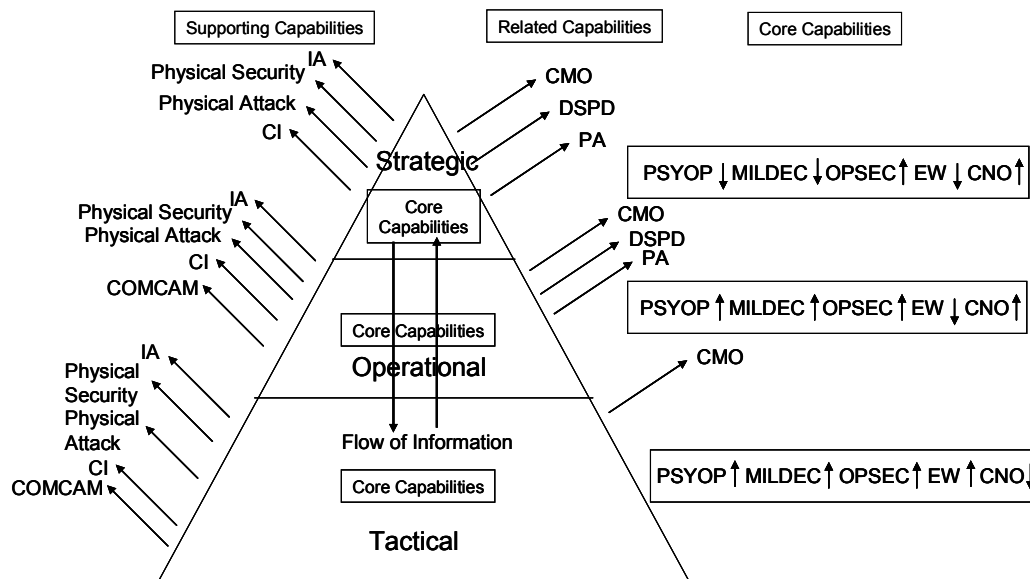 Supporting Capabilities
Related Capabilities
Core Capabilities
IA
Physical Security
Physical Attack
CI
CMO
DSPD
PA
Strategic
Core
Capabilities
PSYOP ↓ MILDEC ↓ OPSEC ↑ EW ↓ CNO ↑
IA
Physical Security
Physical Attack
CI
COMCAM
CMO
DSPD
PA
Core Capabilities
Operational
PSYOP ↑ MILDEC ↑ OPSEC ↑ EW ↓ CNO ↑
IA
Physical
Security
Physical
Attack
CI
COMCAM
CMO
Flow of Information
Core Capabilities
Tactical
PSYOP ↑ MILDEC ↑ OPSEC ↑ EW ↑ CNO ↓